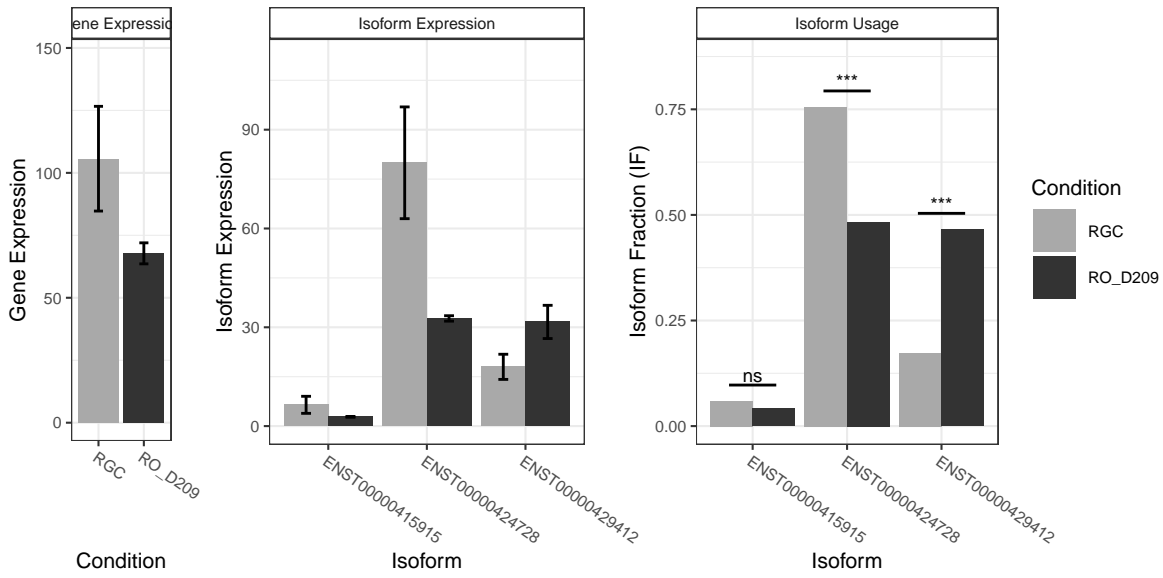 ene Expressio
Gene Expression
150
100
50
0
RGC
RO_D209
Condition
Isoform Expression
Isoform Expression
90
60
30
0
ENST00000415915
ENST00000424728
ENST00000429412
Isoform
Isoform Usage
Isoform Fraction (IF)
0.75
0.50
0.25
0.00
ns
***
***
ENST00000415915
ENST00000424728
ENST00000429412
Isoform
Condition
RGC
RO_D209